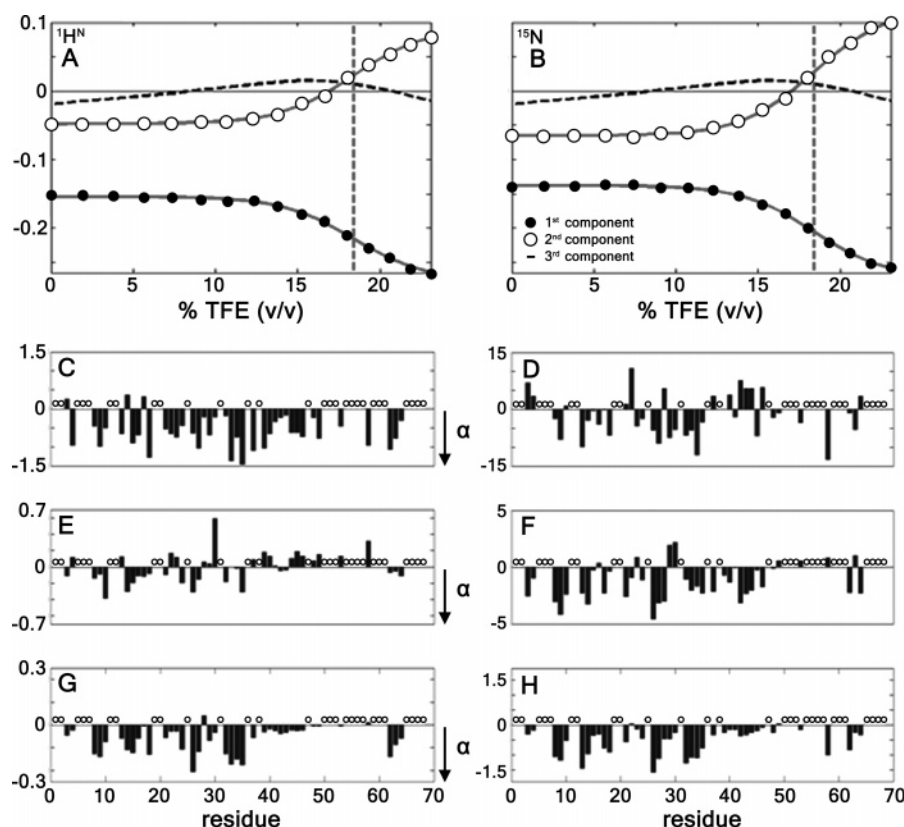 0.1
0
-0.1
-0.2
¹Hᴺ
A
0 5 10 15 20
% TFE (v/v)
¹⁵N
B
1st component
2nd component
3rd component
0 5 10 15 20
% TFE (v/v)
1.5
0
-1.5
C
α
15
0
-15
D
0.7
0
-0.7
E
α
5
0
-5
F
0.3
0
-0.3
G
α
0 10 20 30 40 50 60 70
residue
1.5
0
-1.5
H
0 10 20 30 40 50 60 70
residue